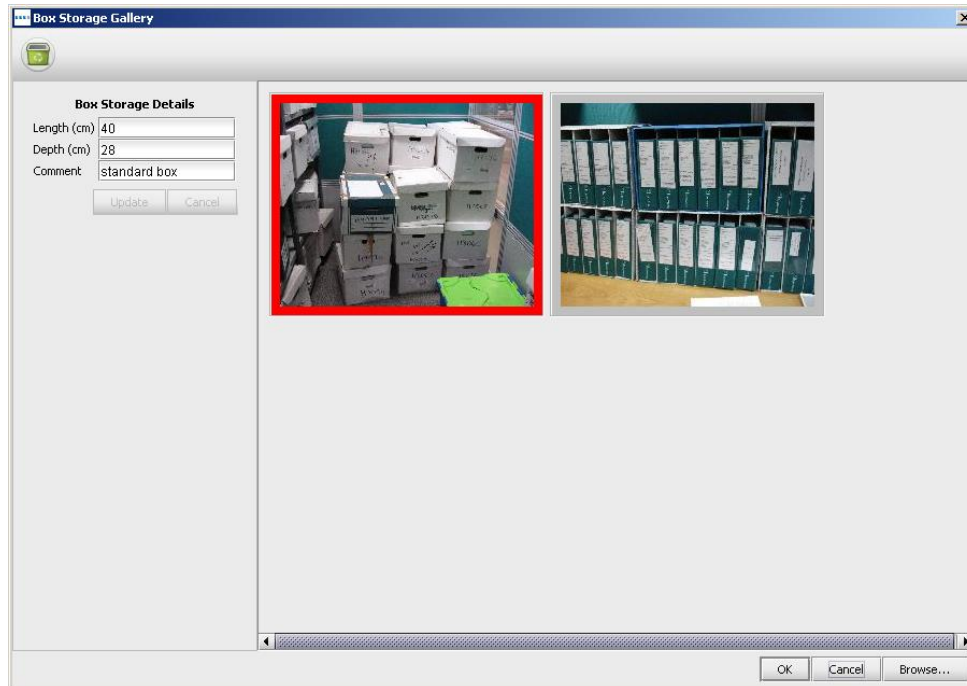 Box Storage Gallery
Box Storage Details
Length (cm) 40
Depth (cm) 28
Comment standard box
Update Cancel
OK Cancel Browse...